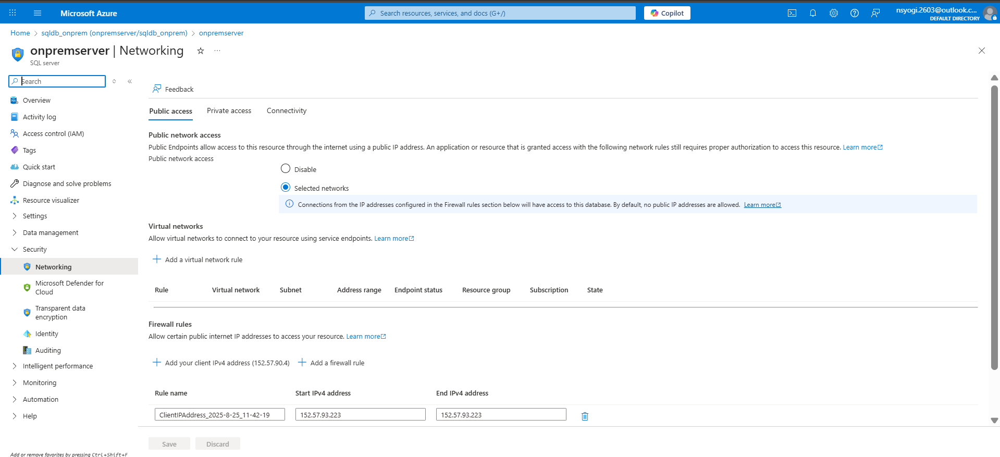 Microsoft Azure
Search resources, services, and docs (G+/)
Copilot
nsyogi.2603@outlook.c...
DEFAULT DIRECTORY
Home > sqldb_onprem (onpremserver/sqldb_onprem) > onpremserver
onpremserver | Networking
SQL server
Search
Overview
Activity log
Access control (IAM)
Tags
Quick start
Diagnose and solve problems
Resource visualizer
Settings
Data management
Security
Networking
Microsoft Defender for
Cloud
Transparent data
encryption
Identity
Auditing
Intelligent performance
Monitoring
Automation
Help
Add or remove favorites by pressing Ctrl+Shift+F
Feedback
Public access Private access Connectivity
Public network access
Public Endpoints allow access to this resource through the internet using a public IP address. An application or resource that is granted access with the following network rules still requires proper authorization to access this resource. Learn more
Public network access
Disable
Selected networks
Connections from the IP addresses configured in the Firewall rules section below will have access to this database. By default, no public IP addresses are allowed. Learn more
Virtual networks
Allow virtual networks to connect to your resource using service endpoints. Learn more
Add a virtual network rule
Rule Virtual network Subnet Address range Endpoint status Resource group Subscription State
Firewall rules
Allow certain public internet IP addresses to access your resource. Learn more
Add your client IPv4 address (152.57.90.4) Add a firewall rule
Rule name Start IPv4 address End IPv4 address
ClientIPAddress_2025-8-25_11-42-19 152.57.93.223 152.57.93.223
Save Discard